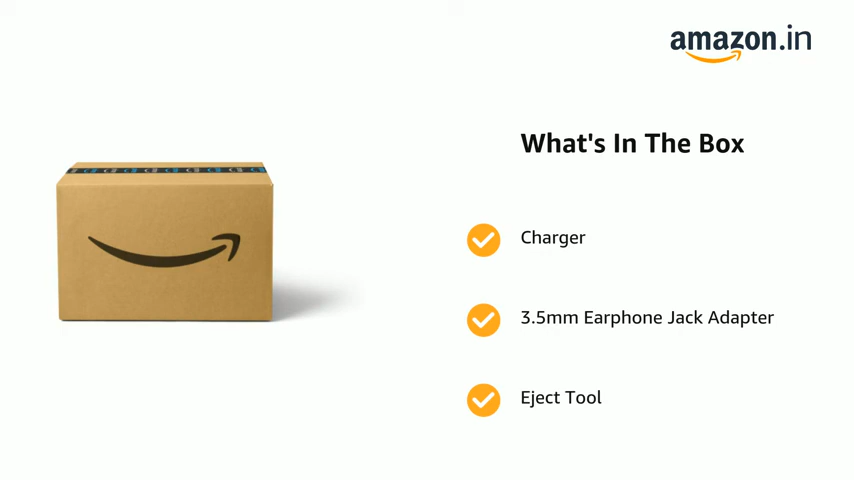 amazon.in
What's In The Box
Charger
3.5mm Earphone Jack Adapter
Eject Tool